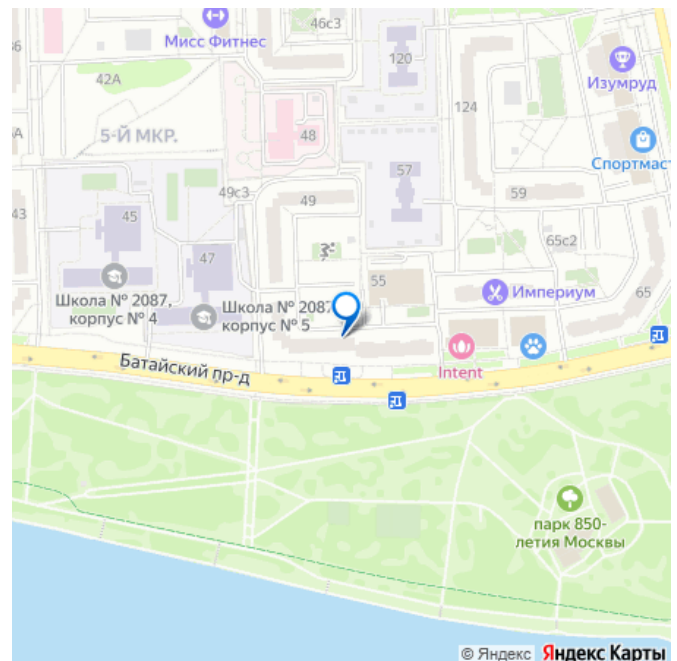 46с3
Мисс Фитнес
120
Изумруд
42А
124
5-Й МКР.
48
Спортмаст
57
49с3
59
49
43
45
65с2
47
55
Империум
65
Школа № 2087,
корпус № 4
Школа № 2087
корпус № 5
Батайский пр-д
Intent
парк 850-
летия Москвы
© Яндекс Яндекс Карты